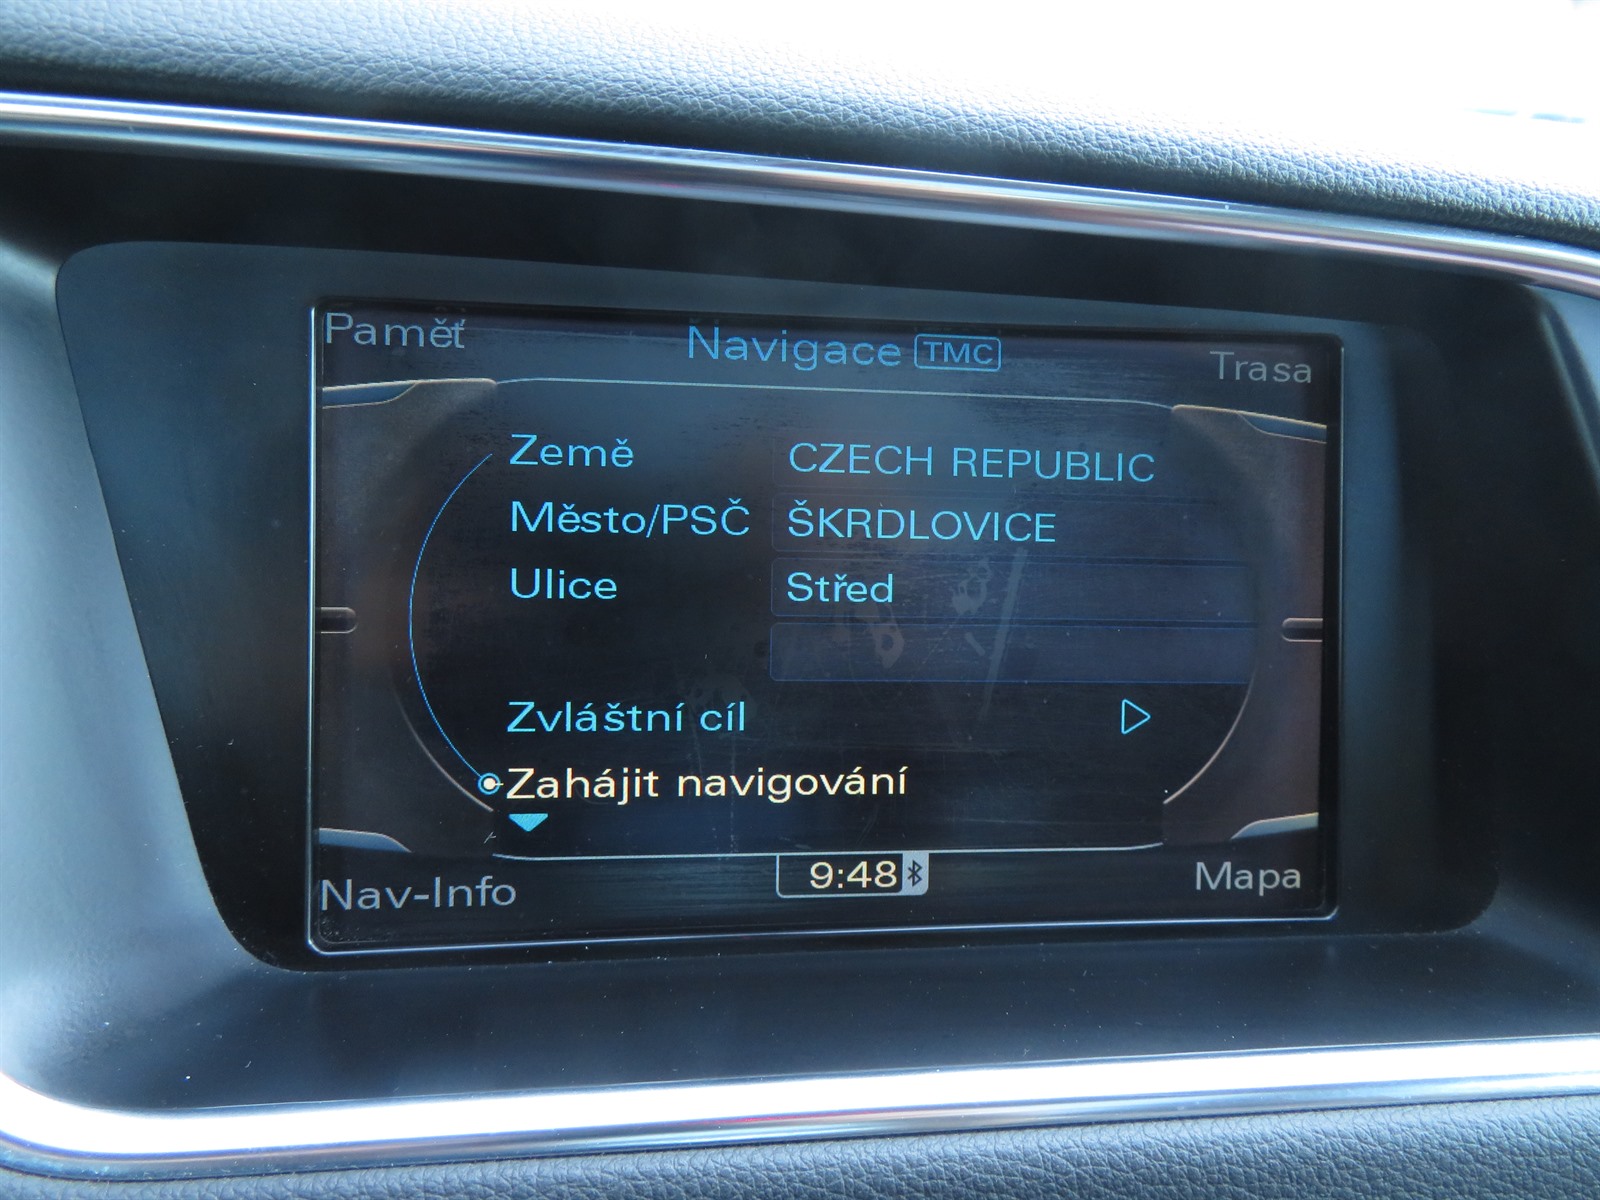 Paměť
Navigace TMC
Trasa
Země CZECH REPUBLIC
Město/PSČ ŠKRDLOVICE
Ulice Střed
Zvláštní cíl
Zahájit navigování
Nav-Info
9:48
Mapa